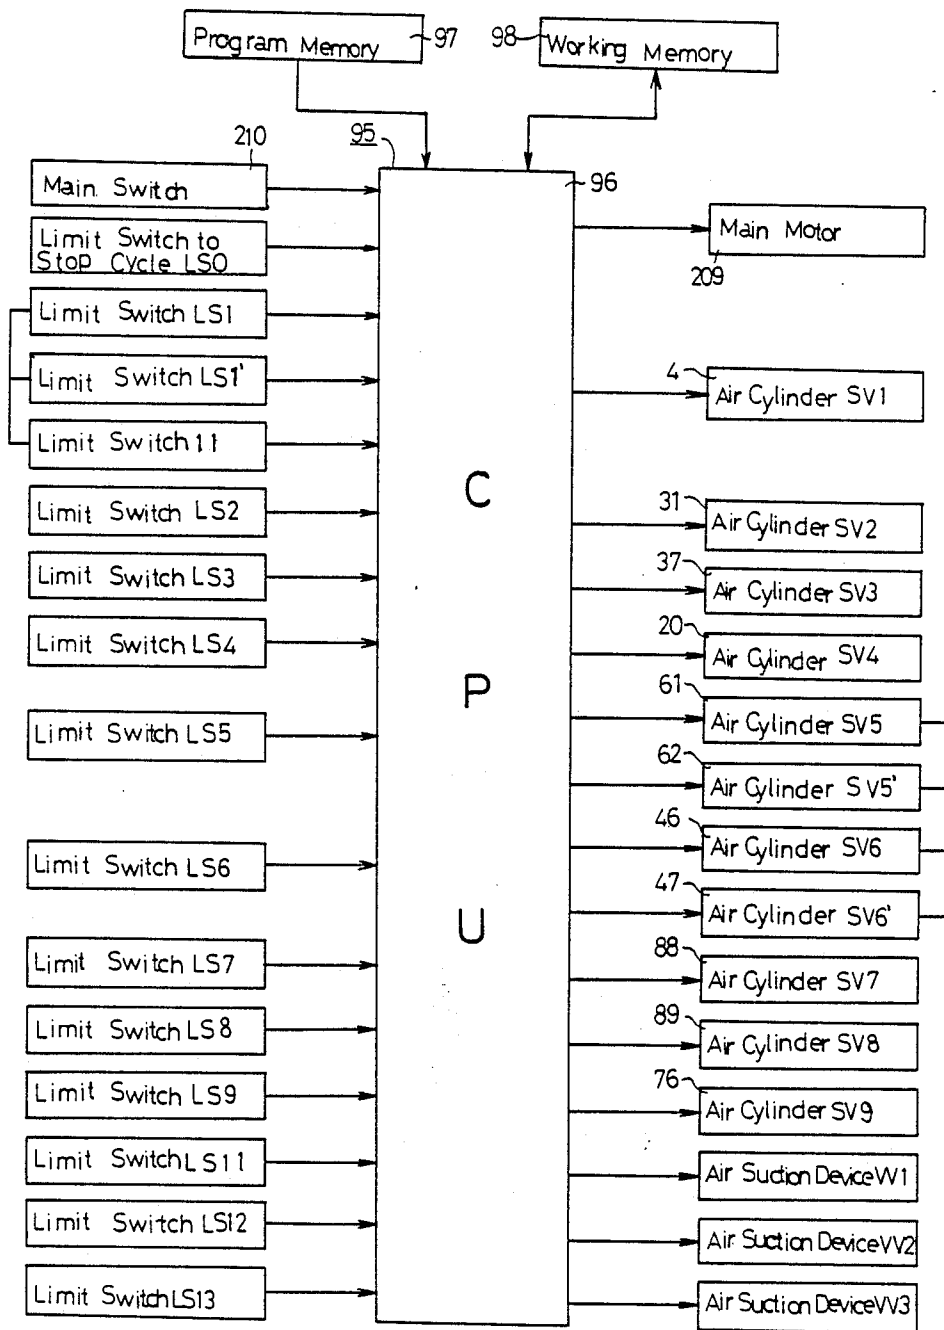 Program Memory
97
98
Working Memory
210
95
96
Main Switch
Main Motor
209
Limit Switch to
Stop Cycle LS0
Limit Switch LS1
Limit Switch LS1'
4
Air Cylinder SV1
Limit Switch 11
C
P
U
Limit Switch LS2
31
Air Cylinder SV2
Limit Switch LS3
37
Air Cylinder SV3
Limit Switch LS4
20
Air Cylinder SV4
61
Air Cylinder SV5
Limit Switch LS5
62
Air Cylinder SV5'
46
Air Cylinder SV6
Limit Switch LS6
47
Air Cylinder SV6'
Limit Switch LS7
88
Air Cylinder SV7
Limit Switch LS8
89
Air Cylinder SV8
Limit Switch LS9
76
Air Cylinder SV9
Limit Switch LS11
Air Suction Device VV1
Limit Switch LS12
Air Suction Device VV2
Limit Switch LS13
Air Suction Device VV3